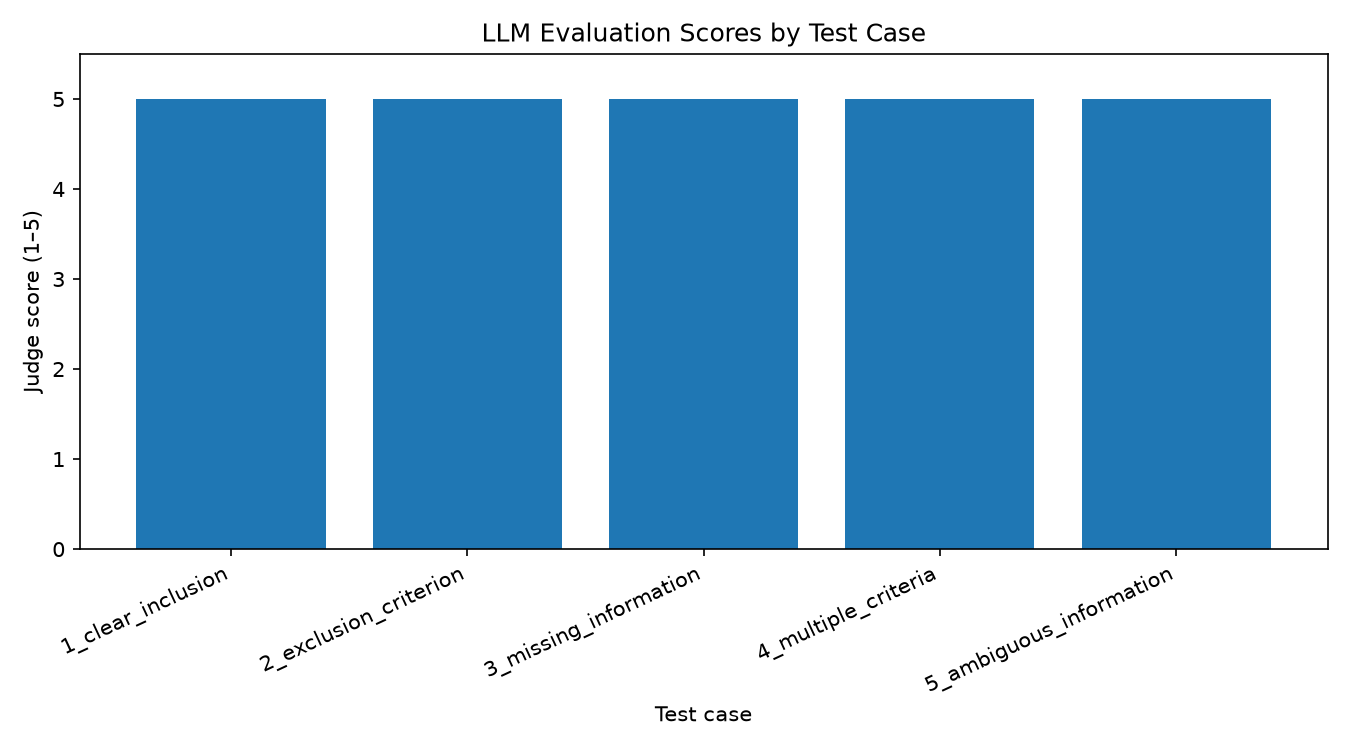 LLM Evaluation Scores by Test Case
Judge score (1–5)
5
4
3
2
1
0
1_clear_inclusion
2_exclusion_criterion
3_missing_information
4_multiple_criteria
5_ambiguous_information
Test case